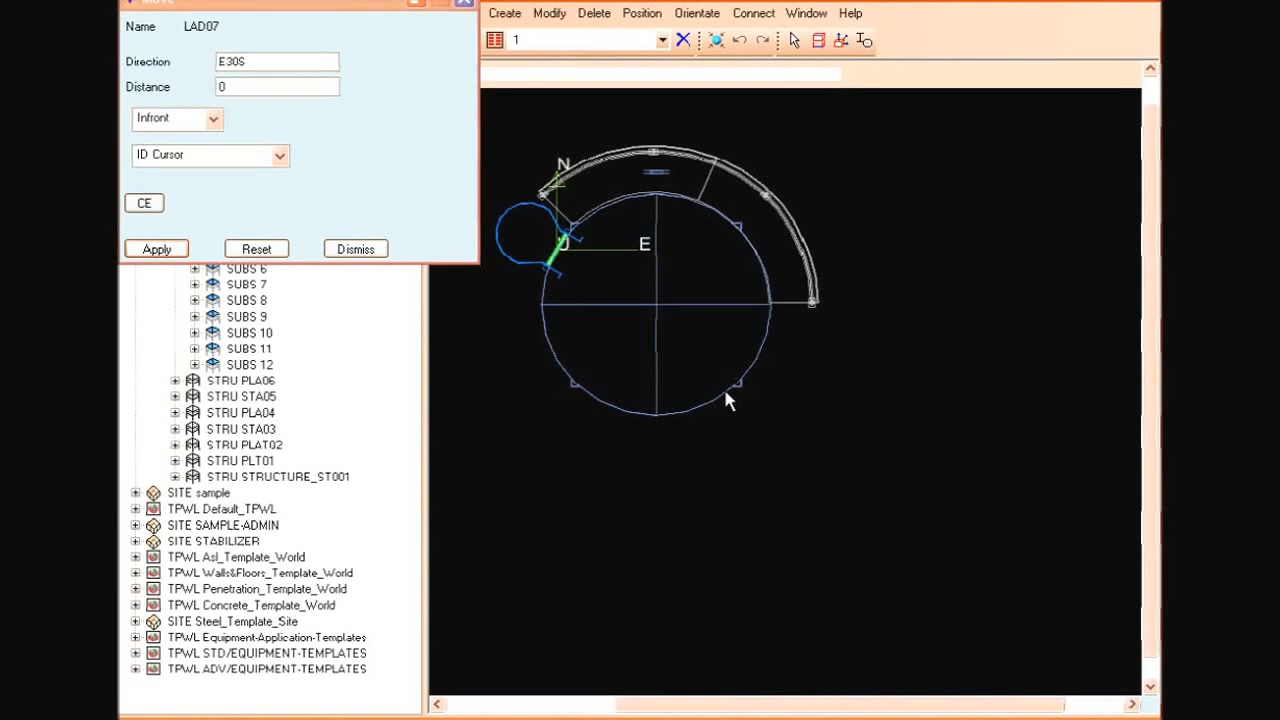 Move
Create Modify Delete Position Orientate Connect Window Help
Name LAD07
1
Direction E30S
Distance 0
Infront
ID Cursor
CE
Apply Reset Dismiss
N
U E
SUBS 6
SUBS 7
SUBS 8
SUBS 9
SUBS 10
SUBS 11
SUBS 12
STRU PLA06
STRU STA05
STRU PLA04
STRU STA03
STRU PLAT02
STRU PLT01
STRU STRUCTURE_ST001
SITE sample
TPWL Default_TPWL
SITE SAMPLE-ADMIN
SITE STABILIZER
TPWL Asl_Template_World
TPWL Walls&Floors_Template_World
TPWL Penetration_Template_World
TPWL Concrete_Template_World
SITE Steel_Template_Site
TPWL Equipment-Application-Templates
TPWL STD/EQUIPMENT-TEMPLATES
TPWL ADV/EQUIPMENT-TEMPLATES